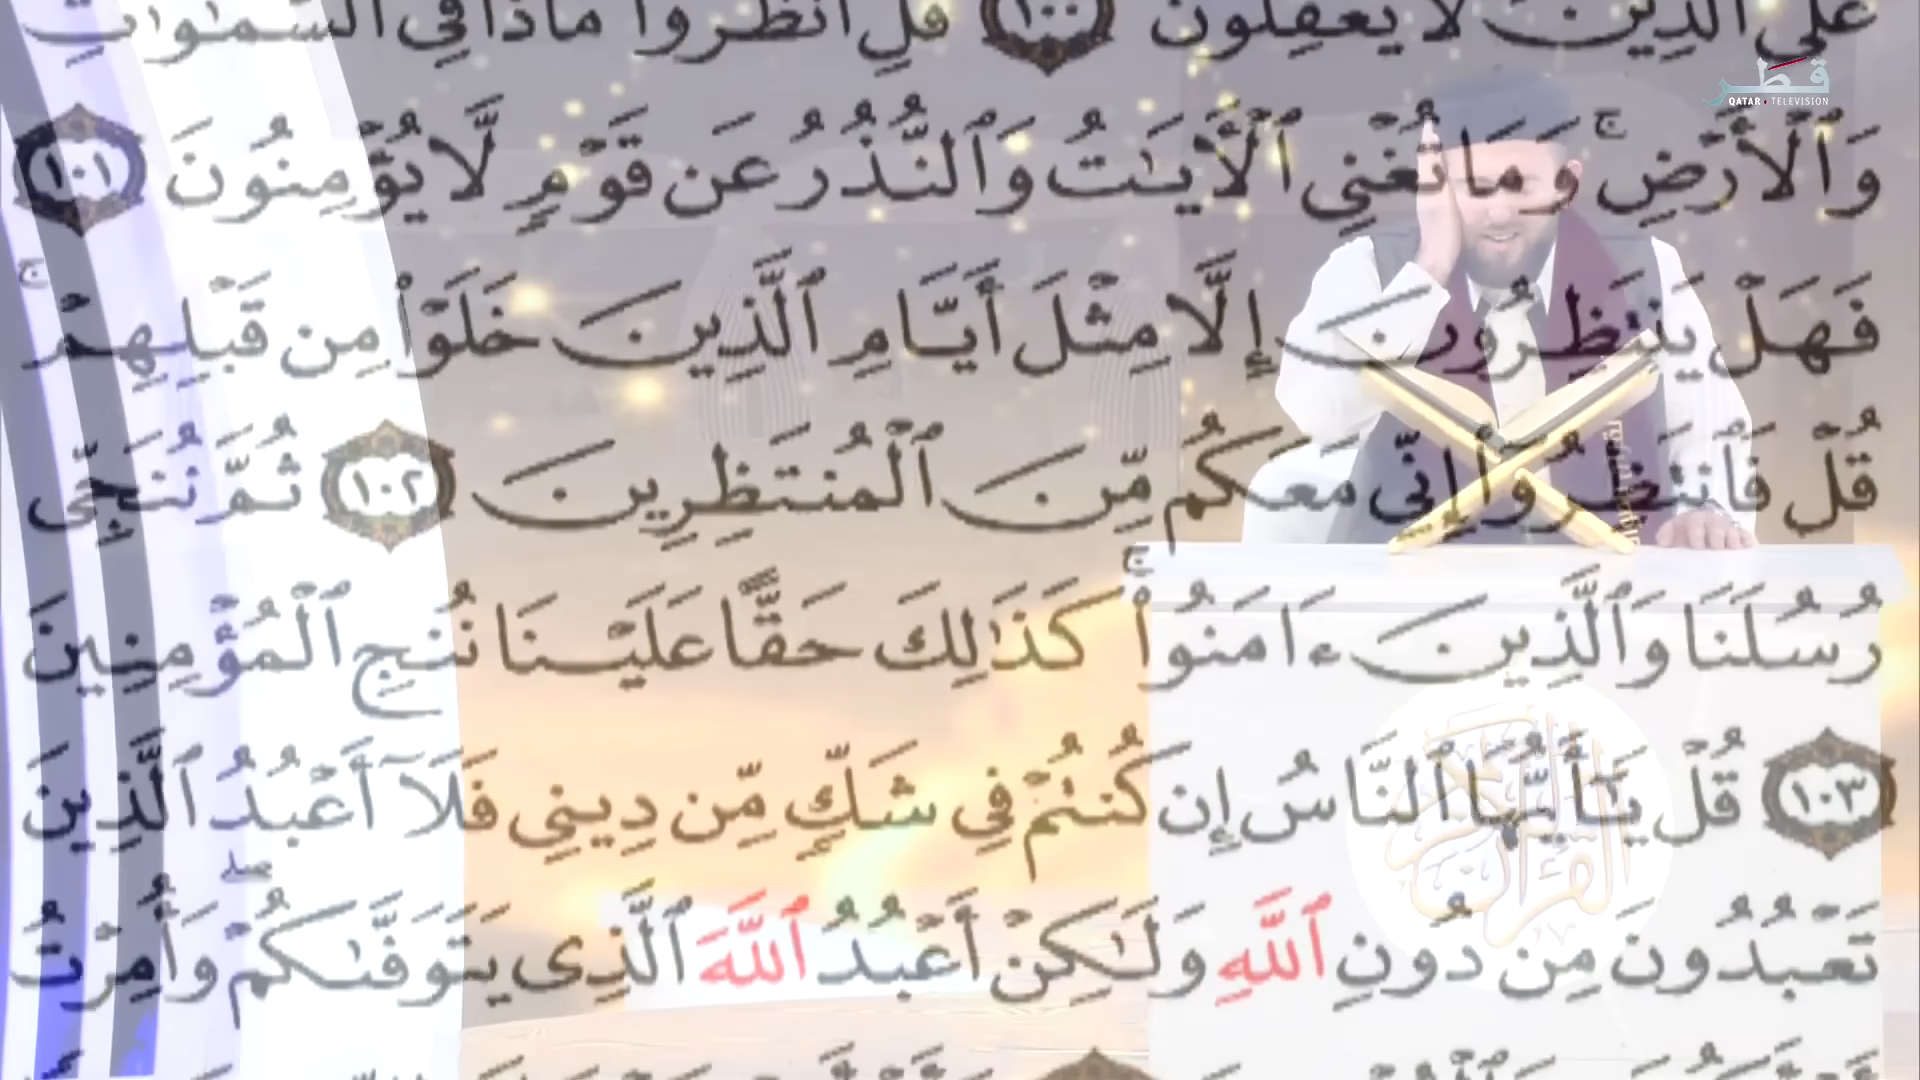 عَلَى ٱلَّذِينَ لَا يَعْقِلُونَ ١٠٠ قُلِ ٱنظُرُوا۟ مَاذَا فِى ٱلسَّمَٰوَٰتِ
قطر
QATAR TELEVISION
وَٱلْأَرْضِ ۚ وَمَا تُغْنِى ٱلْءَايَٰتُ وَٱلنُّذُرُ عَن قَوْمٍ لَّا يُؤْمِنُونَ ١٠١
فَهَلْ يَنتَظِرُونَ إِلَّا مِثْلَ أَيَّامِ ٱلَّذِينَ خَلَوْا۟ مِن قَبْلِهِمْ ۚ
قُلْ فَٱنتَظِرُوٓا۟ إِنِّى مَعَكُم مِّنَ ٱلْمُنتَظِرِينَ ١٠٢ ثُمَّ نُنَجِّى
رُسُلَنَا وَٱلَّذِينَ ءَامَنُوا۟ ۚ كَذَٰلِكَ حَقًّا عَلَيْنَا نُنجِ ٱلْمُؤْمِنِينَ
١٠٣ قُلْ يَٰٓأَيُّهَا ٱلنَّاسُ إِن كُنتُمْ فِى شَكٍّ مِّن دِينِى فَلَآ أَعْبُدُ ٱلَّذِينَ
تَعْبُدُونَ مِن دُونِ ٱللَّهِ وَلَٰكِنْ أَعْبُدُ ٱللَّهَ ٱلَّذِى يَتَوَفَّىٰكُمْ ۖ وَأُمِرْتُ
القرآن الكريم